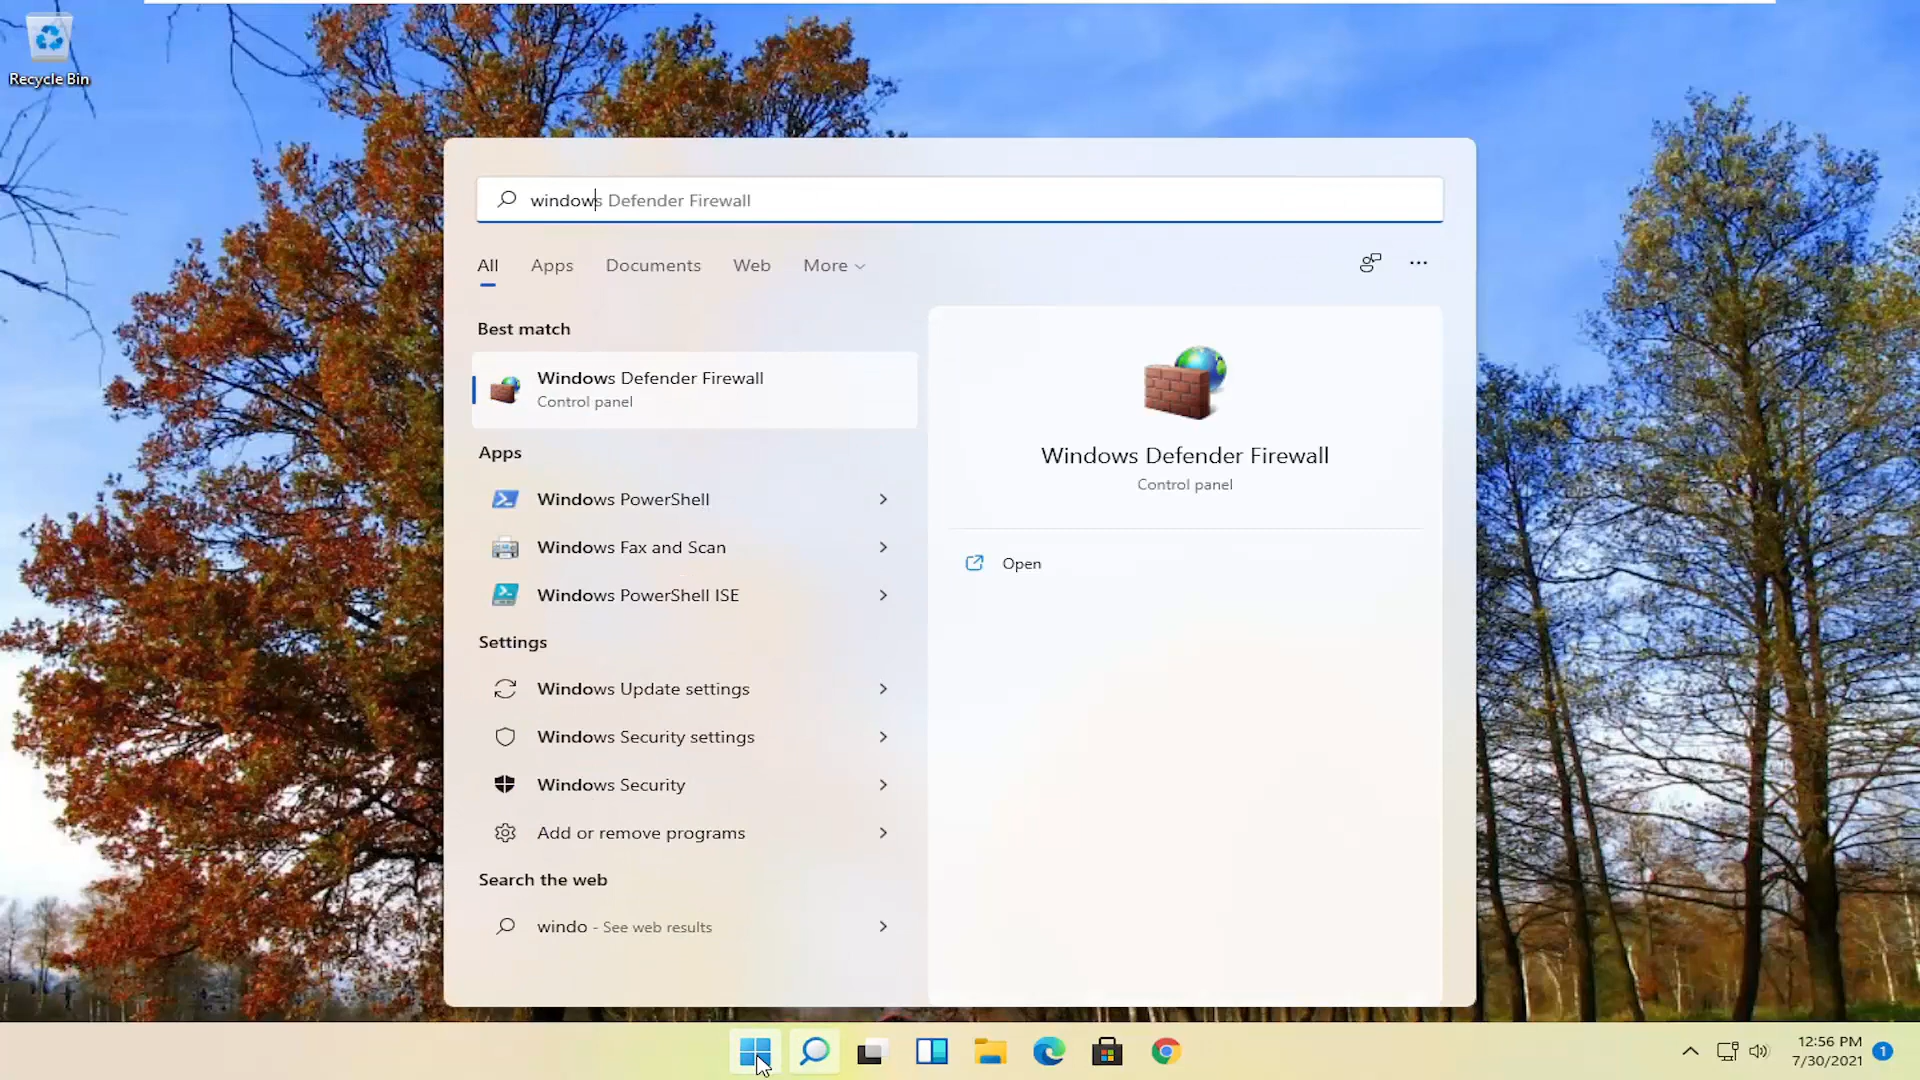 Recycle Bin
windows Defender Firewall
All Apps Documents Web More
Best match
Windows Defender Firewall
Control panel
Apps
Windows PowerShell
Windows Fax and Scan
Windows PowerShell ISE
Settings
Windows Update settings
Windows Security settings
Windows Security
Add or remove programs
Search the web
windo - See web results
Windows Defender Firewall
Control panel
Open
12:56 PM
7/30/2021
1